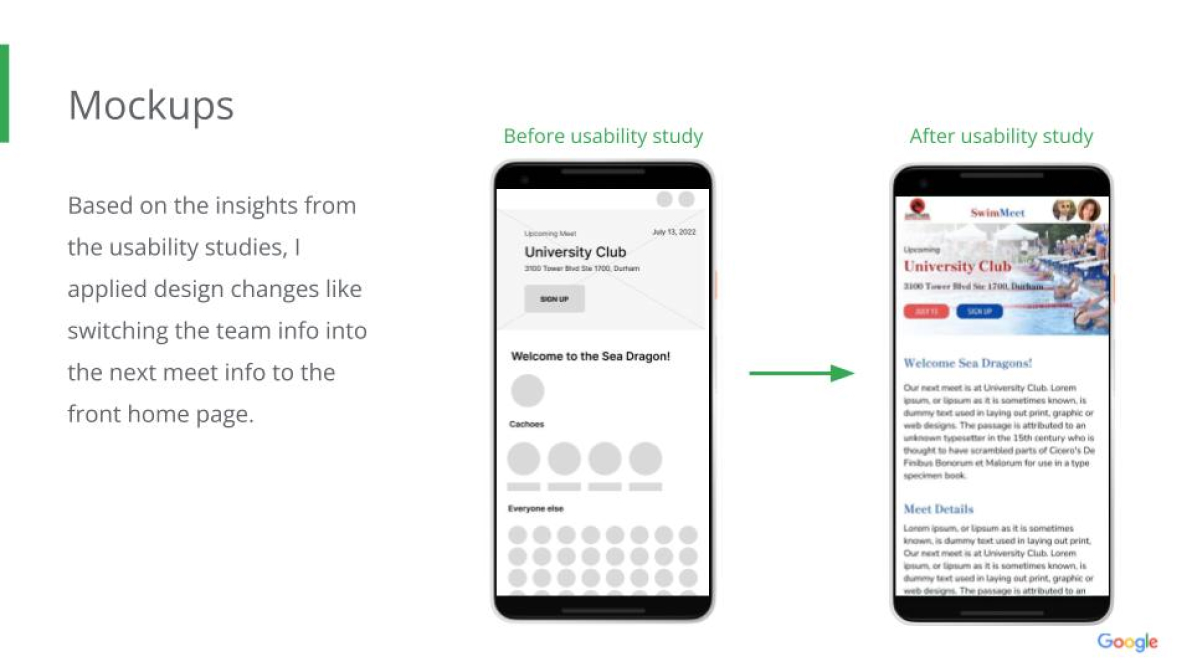 Mockups
Based on the insights from
the usability studies, I
applied design changes like
switching the team info into
the next meet info to the
front home page.
Before usability study
Upcoming Meet
July 13, 2022
University Club
3100 Tower Blvd Ste 1700, Durham
SIGN UP
Welcome to the Sea Dragon!
Cachoes
Everyone else
After usability study
SwimMeet
Upcoming
University Club
3100 Tower Blvd Ste 1700, Durham
JULY 13
SIGN UP
Welcome Sea Dragons!
Our next meet is at University Club. Lorem
ipsum, or lipsum as it is sometimes known, is
dummy text used in laying out print, graphic or
web designs. The passage is attributed to an
unknown typesetter in the 15th century who is
thought to have scrambled parts of Cicero's De
Finibus Bonorum et Malorum for use in a type
specimen book.
Meet Details
Lorem ipsum, or lipsum as it is sometimes
known, is dummy text used in laying out print,
Our next meet is at University Club. Lorem
ipsum, or lipsum as it is sometimes known, is
dummy text used in laying out print, graphic or
web designs. The passage is attributed to an
Google